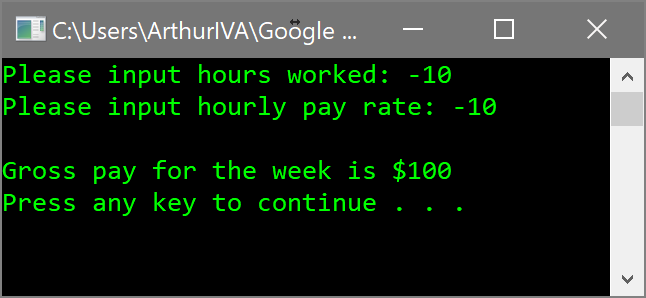 C:\Users\ArthurIVA\Google ...
Please input hours worked: -10
Please input hourly pay rate: -10
Gross pay for the week is $100
Press any key to continue . . .